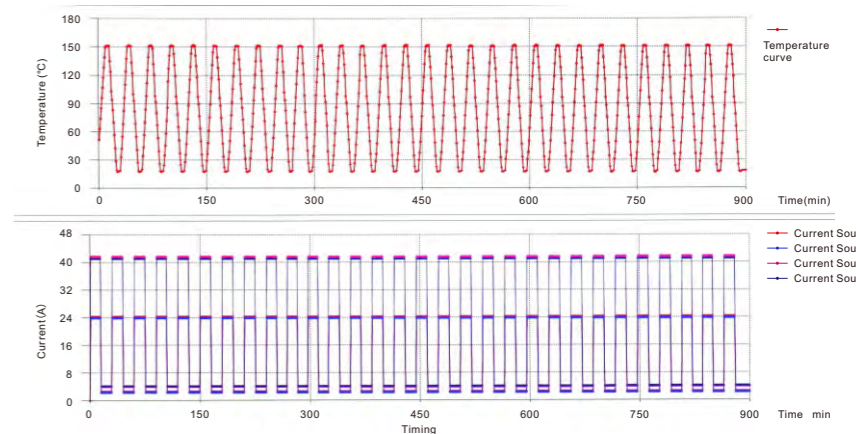 180
150
120
90
60
30
0
Temperature (°C)
0 150 300 450 600 750 900
Time(min)
Temperature
curve
48
40
32
24
16
8
0
Current(A)
0 150 300 450 600 750 900
Time min
Timing
Current Sou
Current Sou
Current Sou
Current Sou